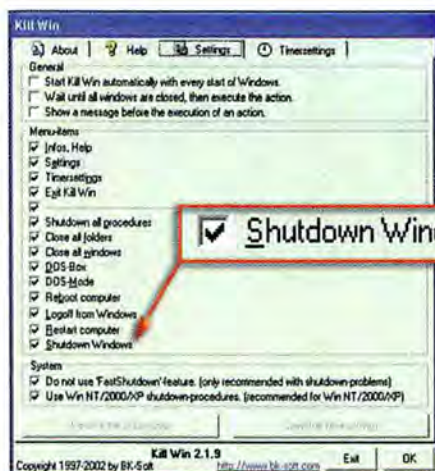 Kill Win
About
Help
Settings
Timersettings
General
Start Kill Win automatically with every start of Windows.
Wait until all windows are closed, then execute the action.
Show a message before the execution of an action.
Menu-items
Infos, Help
Settings
Timersettings
Exit Kill Win
Shutdown all procedures
Close all folders
Close all windows
DOS-Box
DOS-Mode
Reboot computer
Logoff from Windows
Restart computer
Shutdown Windows
Shutdown Win
System
Do not use 'FastShutdown'-feature. (only recommended with shutdown-problems)
Use Win NT/2000/XP shutdown-procedures. (recommended for Win NT/2000/XP)
Kill Win 2.1.9
Copyright 1997-2002 by BK-Soft
http://www.bk-soft.com
Exit
OK